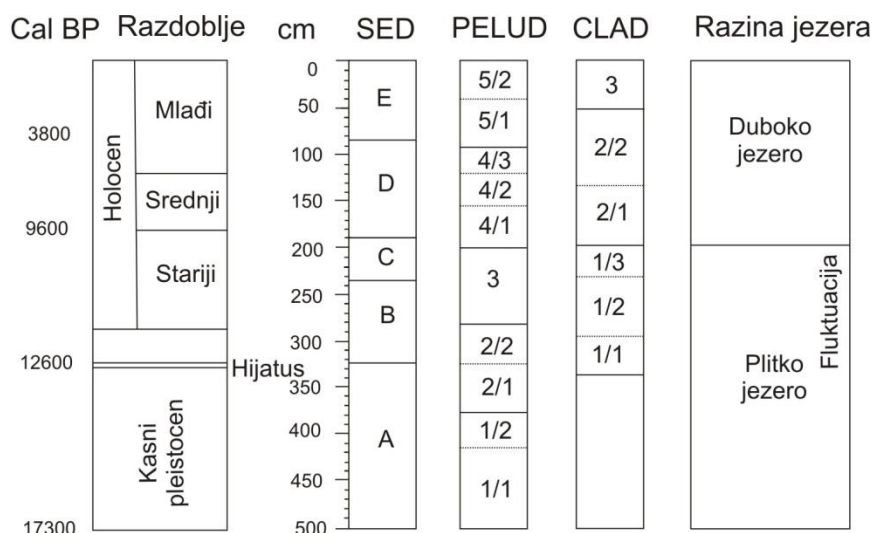 Cal BP Razdoblje cm SED PELUD CLAD Razina jezera
3800
9600
12600
17300
Holocen
Mlađi
Srednji
Stariji
Hijatus
Kasni
pleistocen
0
50
100
150
200
250
300
350
400
450
500
E
D
C
B
A
5/2
5/1
4/3
4/2
4/1
3
2/2
2/1
1/2
1/1
3
2/2
2/1
1/3
1/2
1/1
Duboko
jezero
Plitko
jezero
Fluktuacija